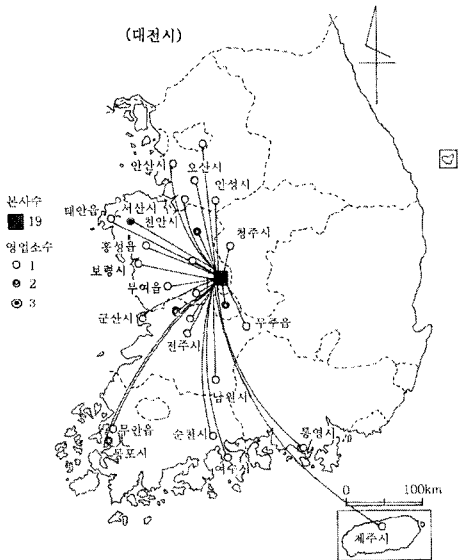 (대전시)
안산시
오산시
안성시
본사수
19
영업소수
1
2
3
태안읍
서산시
천안시
청주시
홍성읍
보령시
부여읍
군산시
무주읍
전주시
남원시
무안읍
목포시
순천시
여수시
통영시
0 100km
제주시